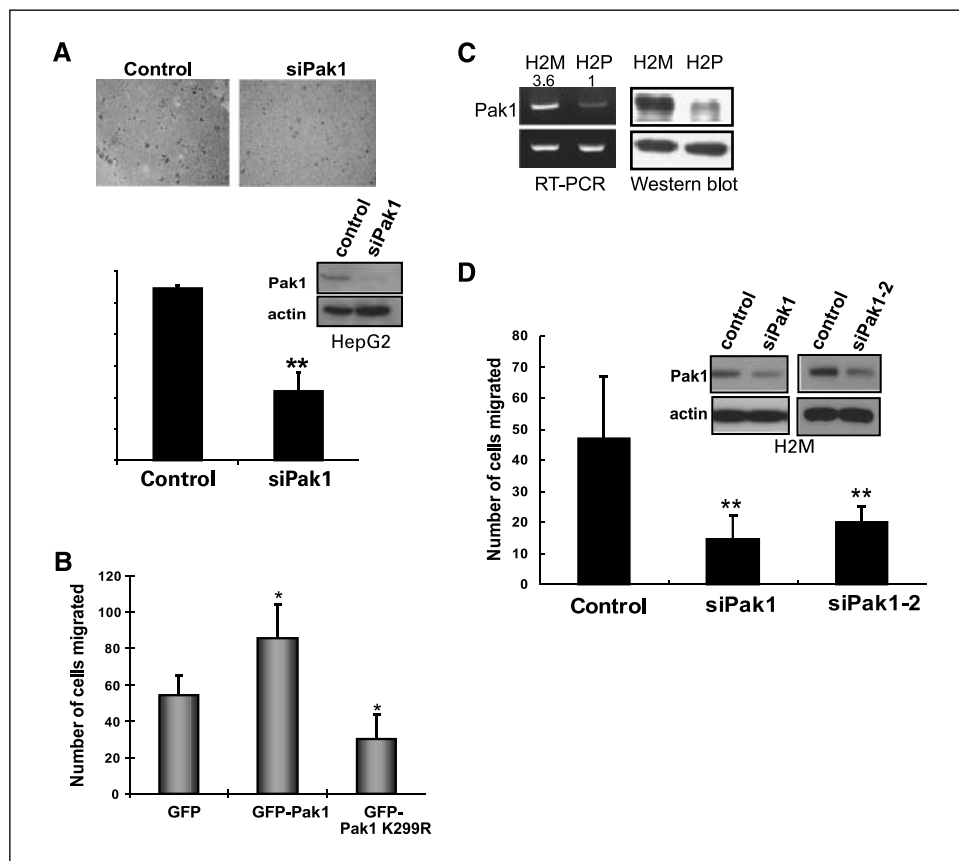 A
Control siPak1
control siPak1
Pak1
actin
HepG2
**
Control siPak1
B
Number of cells migrated
120
100
80
60
40
20
0
*
*
GFP GFP-Pak1 GFP-
Pak1 K299R
C
H2M H2P H2M H2P
3.6 1
Pak1
RT-PCR Western blot
D
Number of cells migrated
80
70
60
50
40
30
20
10
0
control siPak1 control siPak1-2
Pak1
actin
H2M
**
**
Control siPak1 siPak1-2